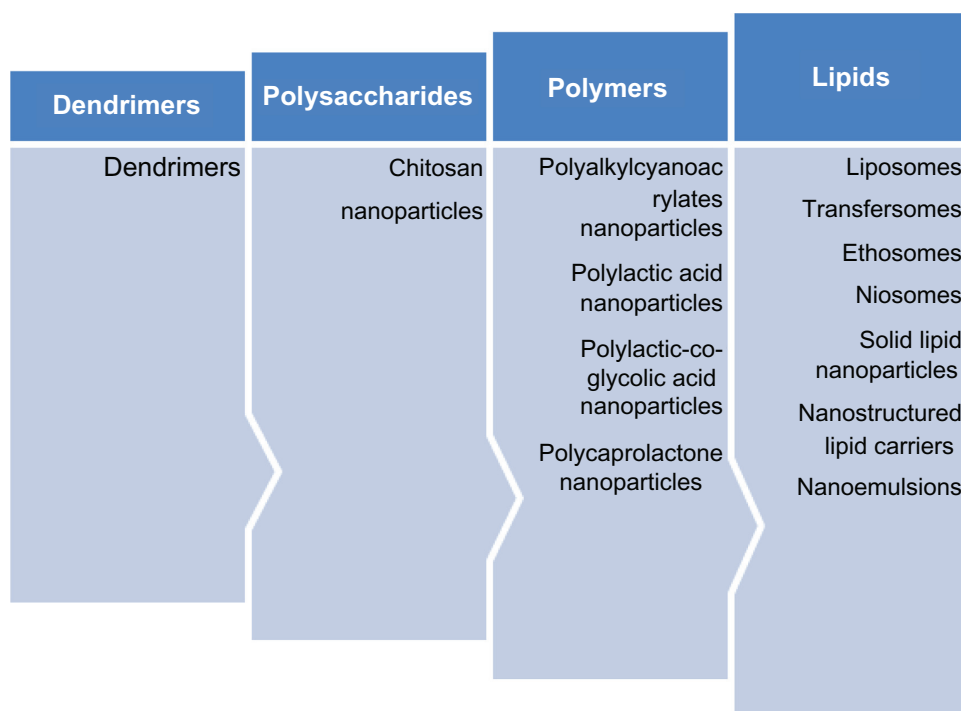 Dendrimers
Dendrimers
Polysaccharides
Chitosan
nanoparticles
Polymers
Polyalkylcyanoac
rylates
nanoparticles
Polylactic acid
nanoparticles
Polylactic-co-
glycolic acid
nanoparticles
Polycaprolactone
nanoparticles
Lipids
Liposomes
Transfersomes
Ethosomes
Niosomes
Solid lipid
nanoparticles
Nanostructured
lipid carriers
Nanoemulsions